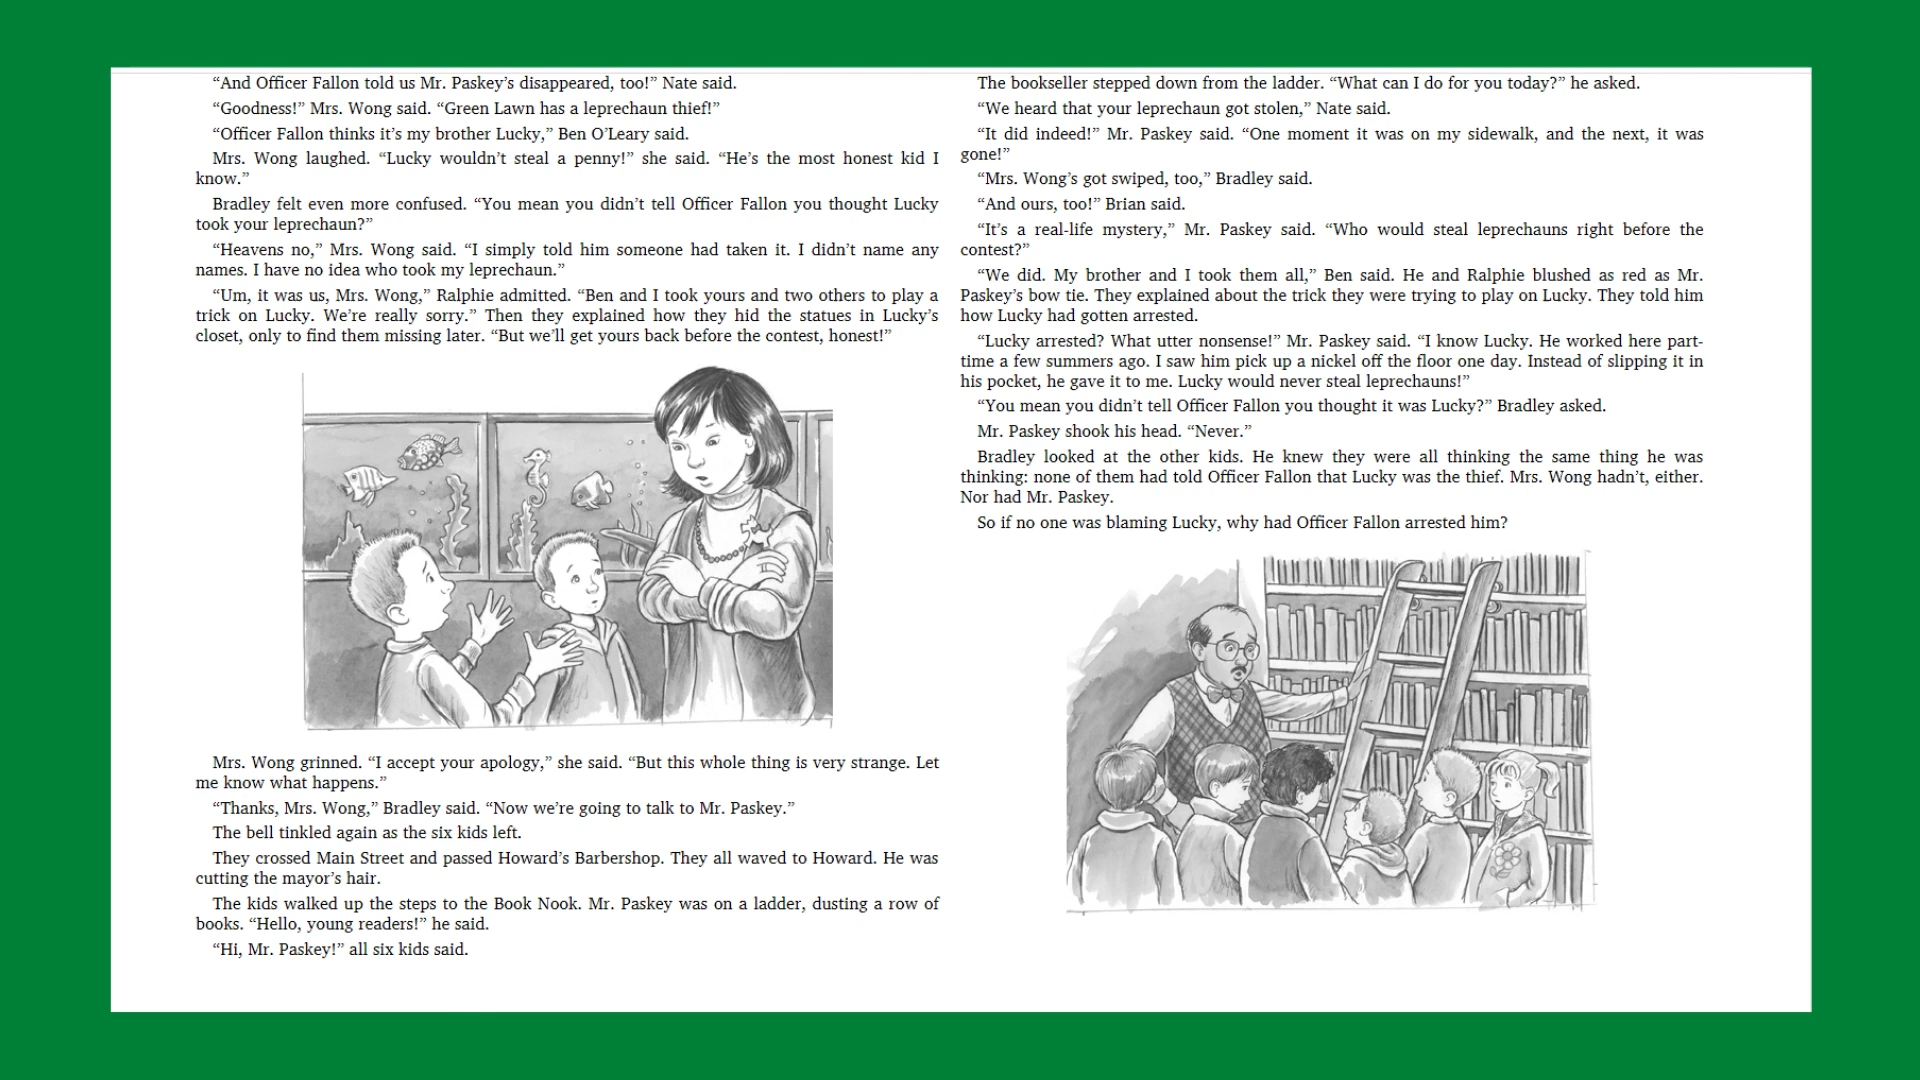 “And Officer Fallon told us Mr. Paskey’s disappeared, too!” Nate said.
“Goodness!” Mrs. Wong said. “Green Lawn has a leprechaun thief!”
“Officer Fallon thinks it’s my brother Lucky,” Ben O’Leary said.
Mrs. Wong laughed. “Lucky wouldn’t steal a penny!” she said. “He’s the most honest kid I
know.”
Bradley felt even more confused. “You mean you didn’t tell Officer Fallon you thought Lucky
took your leprechaun?”
“Heavens no,” Mrs. Wong said. “I simply told him someone had taken it. I didn’t name any
names. I have no idea who took my leprechaun.”
“Um, it was us, Mrs. Wong,” Ralphie admitted. “Ben and I took yours and two others to play a
trick on Lucky. We’re really sorry.” Then they explained how they hid the statues in Lucky’s
closet, only to find them missing later. “But we’ll get yours back before the contest, honest!”
Mrs. Wong grinned. “I accept your apology,” she said. “But this whole thing is very strange. Let
me know what happens.”
“Thanks, Mrs. Wong,” Bradley said. “Now we’re going to talk to Mr. Paskey.”
The bell tinkled again as the six kids left.
They crossed Main Street and passed Howard’s Barbershop. They all waved to Howard. He was
cutting the mayor’s hair.
The kids walked up the steps to the Book Nook. Mr. Paskey was on a ladder, dusting a row of
books. “Hello, young readers!” he said.
“Hi, Mr. Paskey!” all six kids said.
The bookseller stepped down from the ladder. “What can I do for you today?” he asked.
“We heard that your leprechaun got stolen,” Nate said.
“It did indeed!” Mr. Paskey said. “One moment it was on my sidewalk, and the next, it was
gone!”
“Mrs. Wong’s got swiped, too,” Bradley said.
“And ours, too!” Brian said.
“It’s a real-life mystery,” Mr. Paskey said. “Who would steal leprechauns right before the
contest?”
“We did. My brother and I took them all,” Ben said. He and Ralphie blushed as red as Mr.
Paskey’s bow tie. They explained about the trick they were trying to play on Lucky. They told him
how Lucky had gotten arrested.
“Lucky arrested? What utter nonsense!” Mr. Paskey said. “I know Lucky. He worked here part-
time a few summers ago. I saw him pick up a nickel off the floor one day. Instead of slipping it in
his pocket, he gave it to me. Lucky would never steal leprechauns!”
“You mean you didn’t tell Officer Fallon you thought it was Lucky?” Bradley asked.
Mr. Paskey shook his head. “Never.”
Bradley looked at the other kids. He knew they were all thinking the same thing he was
thinking: none of them had told Officer Fallon that Lucky was the thief. Mrs. Wong hadn’t, either.
Nor had Mr. Paskey.
So if no one was blaming Lucky, why had Officer Fallon arrested him?